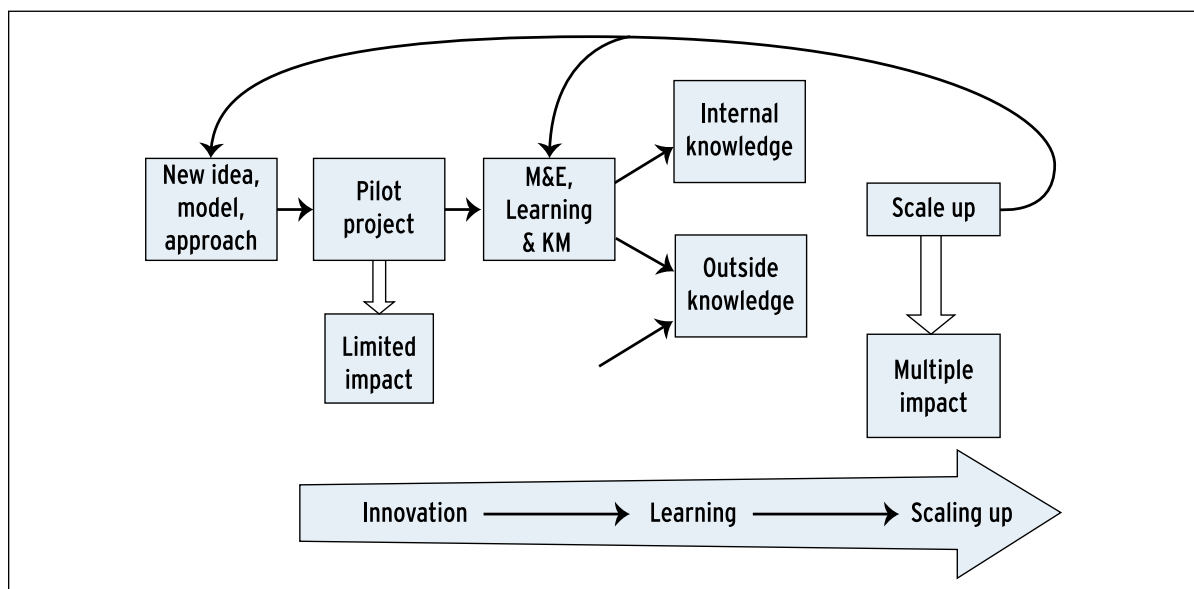 New idea,
model,
approach
Pilot
project
Limited
impact
M&E,
Learning
& KM
Internal
knowledge
Outside
knowledge
Scale up
Multiple
impact
Innovation
Learning
Scaling up